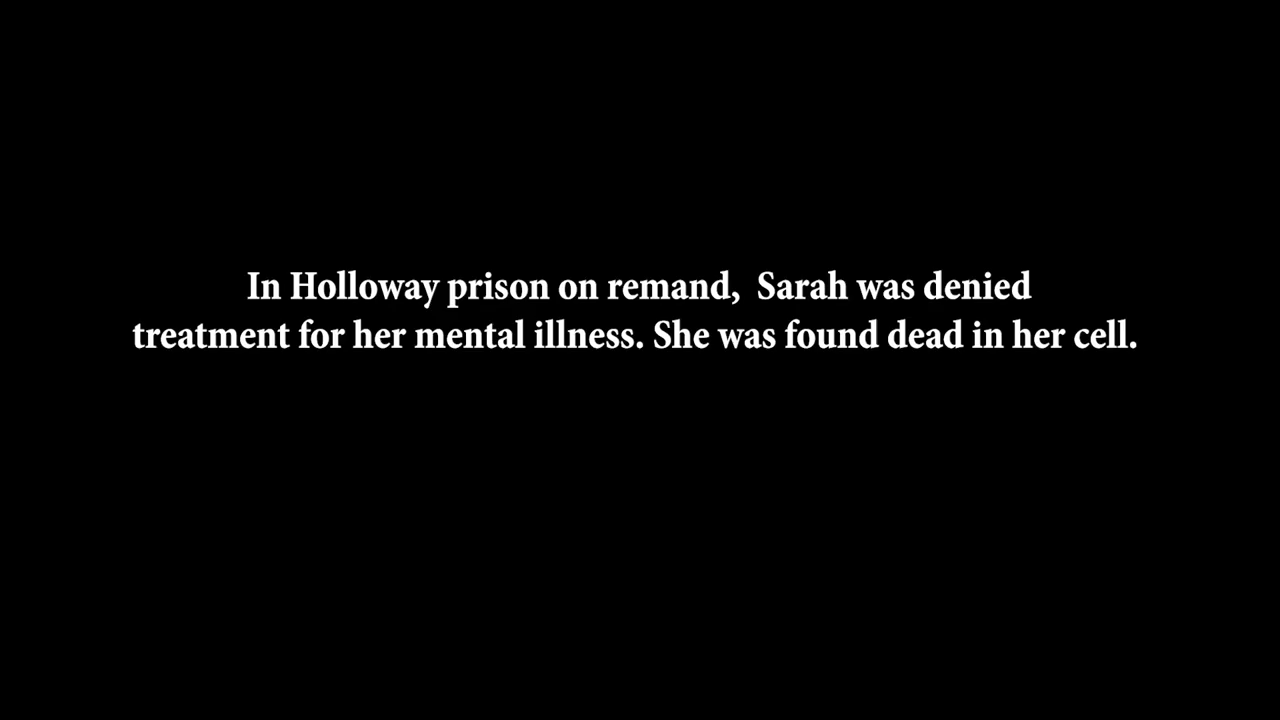 In Holloway prison on remand,  Sarah was denied
treatment for her mental illness. She was found dead in her cell.